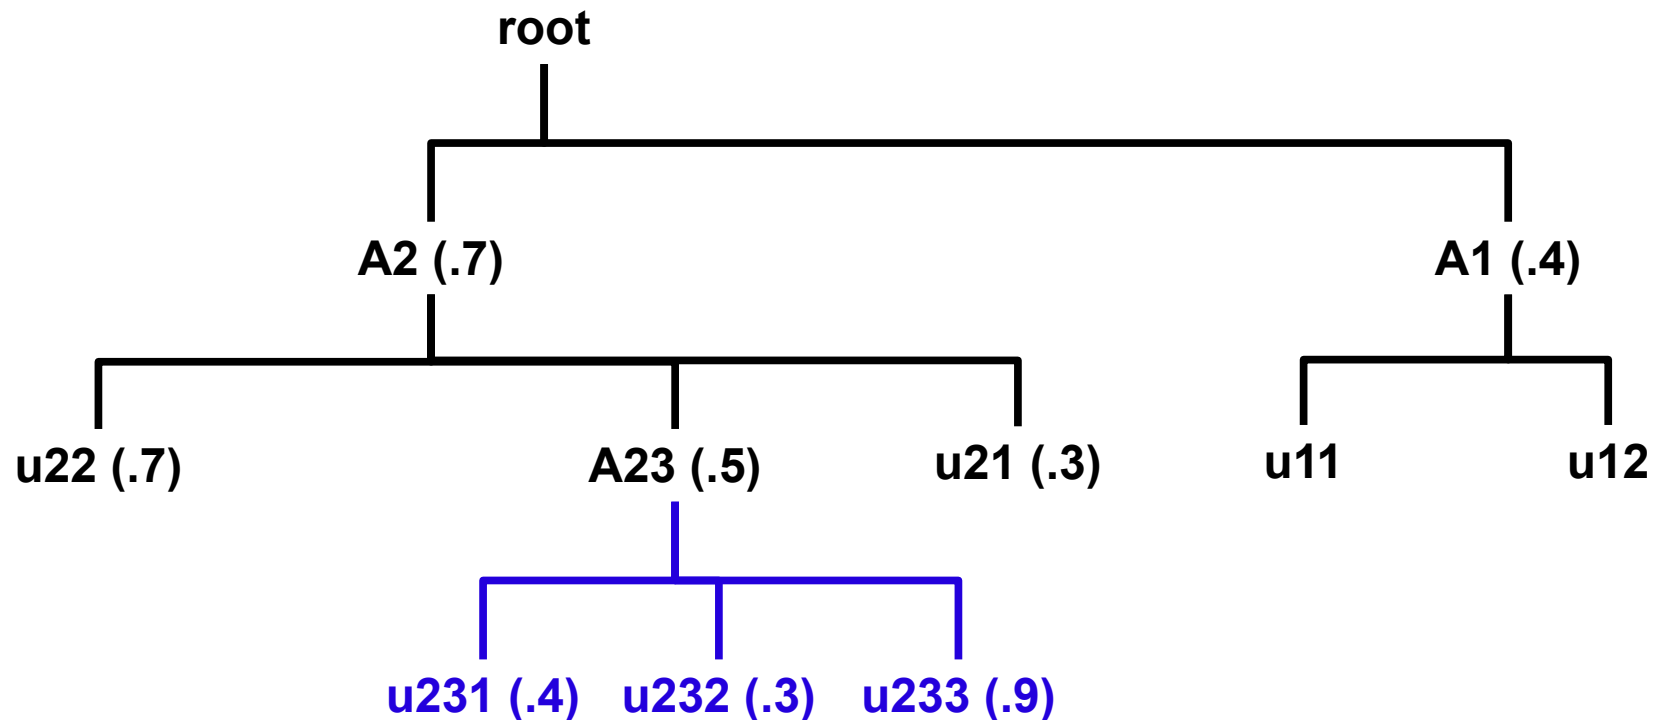 root
A2 (.7)
A1 (.4)
u22 (.7)
A23 (.5)
u21 (.3)
u11
u12
u231 (.4)
u232 (.3)
u233 (.9)